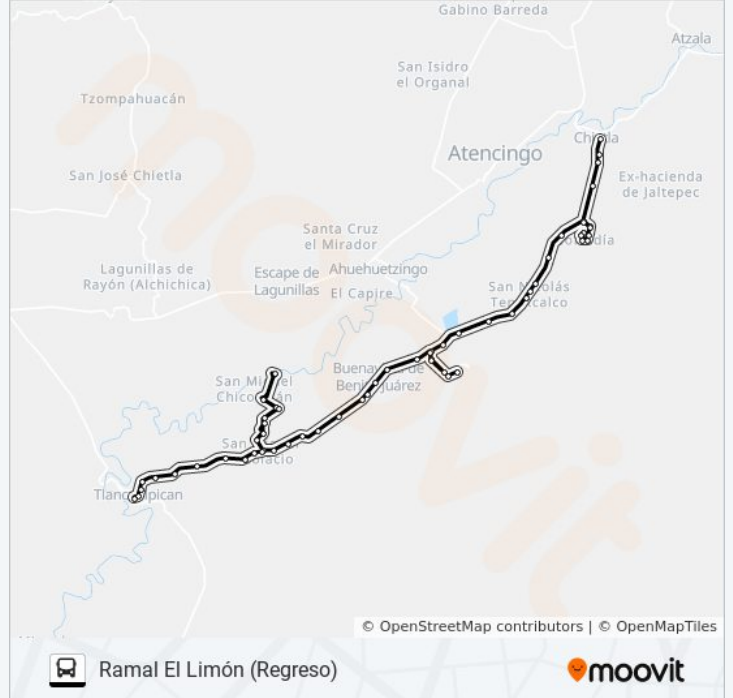 Gabino Barreda
Atzala
San Isidro
el Organal
Tzompahuacán
Chietla
Atencingo
San José Chietla
Ex-hacienda
de Jaltepec
Santa Cruz
el Mirador
Lagunillas de
Rayón (Alchichica)
Escape de
Lagunillas
Ahuehuetzingo
El Capire
San Nicolás
Buenavista de
Benito Juárez
San Miguel
San
Tlancualpican
moovit
© OpenStreetMap contributors | © OpenMapTiles
Ramal El Limón (Regreso)
moovit